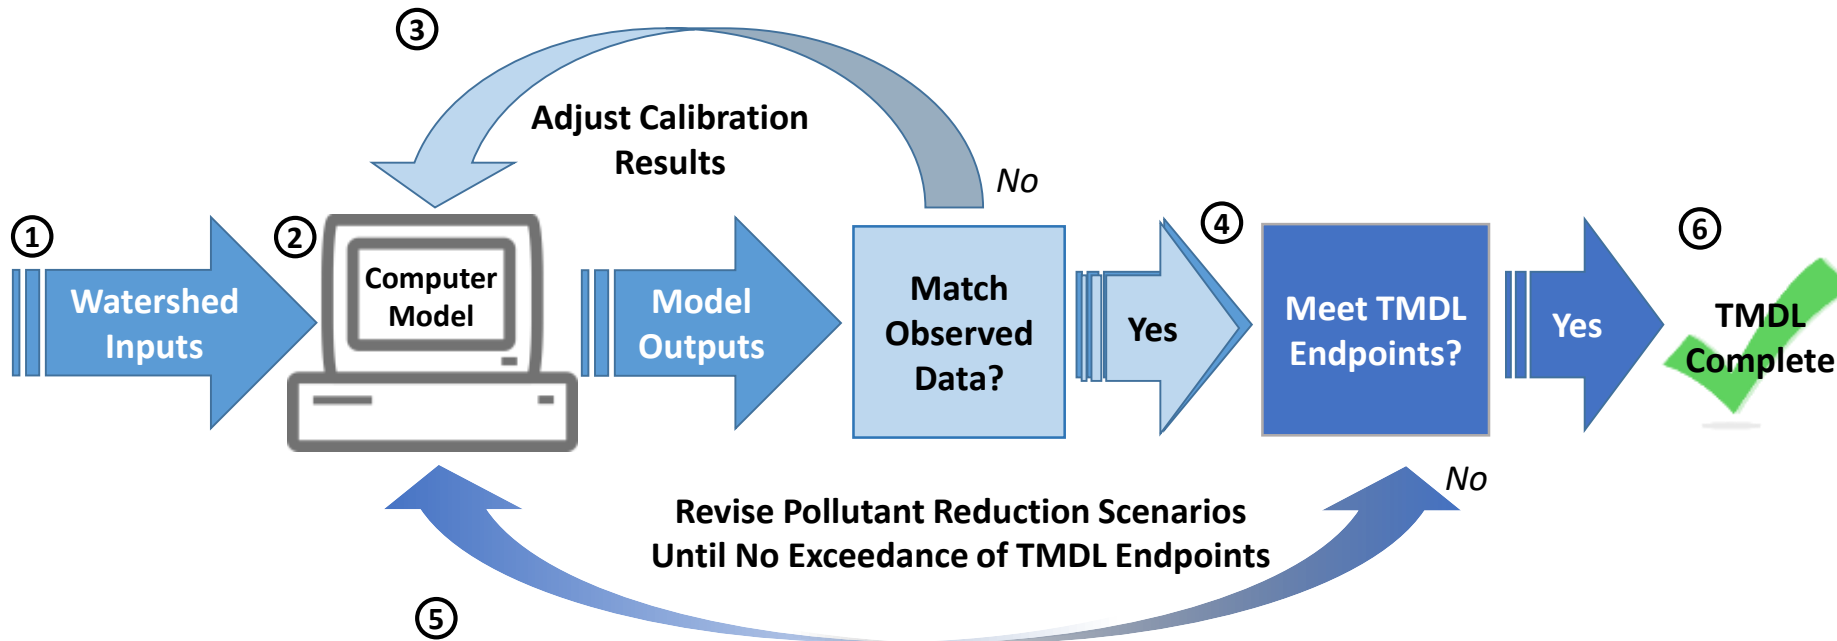 ③
Adjust Calibration
Results
No
①
Watershed
Inputs
②
Computer
Model
Model
Outputs
Match
Observed
Data?
Yes
④
Meet TMDL
Endpoints?
Yes
⑥
TMDL
Complete
No
Revise Pollutant Reduction Scenarios
Until No Exceedance of TMDL Endpoints
⑤